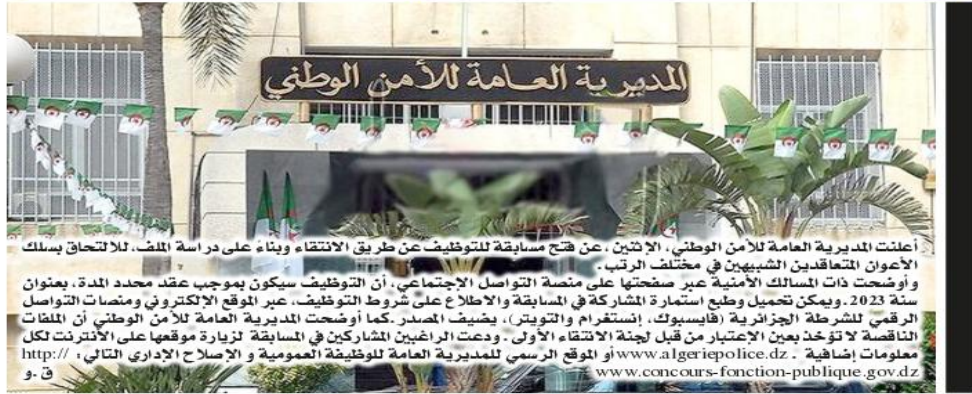 المديرية العامة للأمن الوطني
أعلنت المديرية العامة للأمن الوطني، الإثنين، عن فتح مسابقة للتوظيف عن طريق الانتقاء وبناءً على دراسة الملف، للالتحاق بسلك
الأعوان المتعاقدين الشبيهين في مختلف الرتب.
وأوضحت ذات المسالك الأمنية عبر صفحتها على منصة التواصل الإجتماعي، أن التوظيف سيكون بموجب عقد محدد المدة، بعنوان
سنة 2023. ويمكن تحميل وطبع استمارة المشاركة في المسابقة والاطلاع على شروط التوظيف، عبر الموقع الإلكتروني ومنصات التواصل
الرقمي للشرطة الجزائرية (فايسبوك، إنستغرام والتويتر)، يضيف المصدر. كما أوضحت المديرية العامة للأمن الوطني أن الملفات
الناقصة لا تؤخذ بعين الإعتبار من قبل لجنة الانتقاء الأولي. ودعت الراغبين المشاركين في المسابقة لزيارة موقعها على الأنترنت لكل
معلومات إضافية . www.algeriepolice.dz أو الموقع الرسمي للمديرية العامة للوظيفة العمومية و الإصلاح الإداري التالي: http://
www.concours-fonction-publique.gov.dz
ق.و